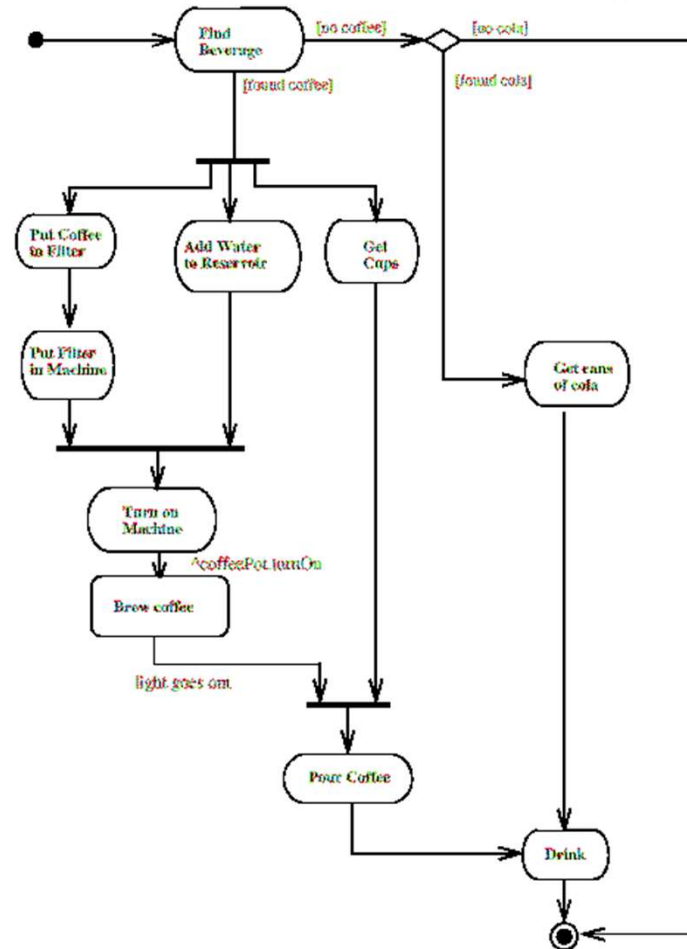 Find
Beverage
[no coffee]
[no cola]
[found coffee]
[found cola]
Put Coffee
in Filter
Add Water
to Reservoir
Get
Cups
Put Filter
in Machine
Get cans
of cola
Turn on
Machine
^coffeePot.turnOn
Brew coffee
light goes out
Pour Coffee
Drink